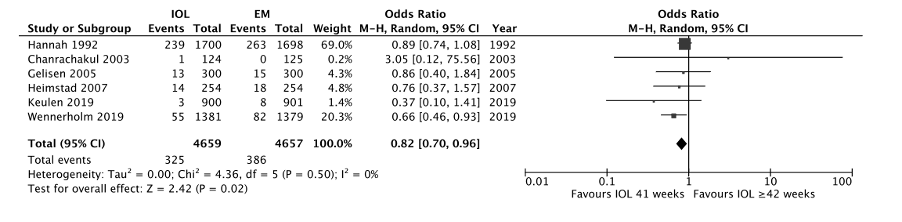 IOL EM Odds Ratio Odds Ratio
Study or Subgroup Events Total Events Total Weight M-H, Random, 95% CI Year M-H, Random, 95% CI
Hannah 1992 239 1700 263 1698 69.0% 0.89 [0.74, 1.08] 1992
Chanrachakul 2003 1 124 0 125 0.2% 3.05 [0.12, 75.56] 2003
Gelisen 2005 13 300 15 300 4.3% 0.86 [0.40, 1.84] 2005
Heimstad 2007 14 254 18 254 4.8% 0.76 [0.37, 1.57] 2007
Keulen 2019 3 900 8 901 1.4% 0.37 [0.10, 1.41] 2019
Wennerholm 2019 55 1381 82 1379 20.3% 0.66 [0.46, 0.93] 2019
Total (95% CI) 4659 4657 100.0% 0.82 [0.70, 0.96]
Total events 325 386
Heterogeneity: Tau² = 0.00; Chi² = 4.36, df = 5 (P = 0.50); I² = 0%
Test for overall effect: Z = 2.42 (P = 0.02)
0.01 0.1 1 10 100
Favours IOL 41 weeks Favours IOL ≥42 weeks